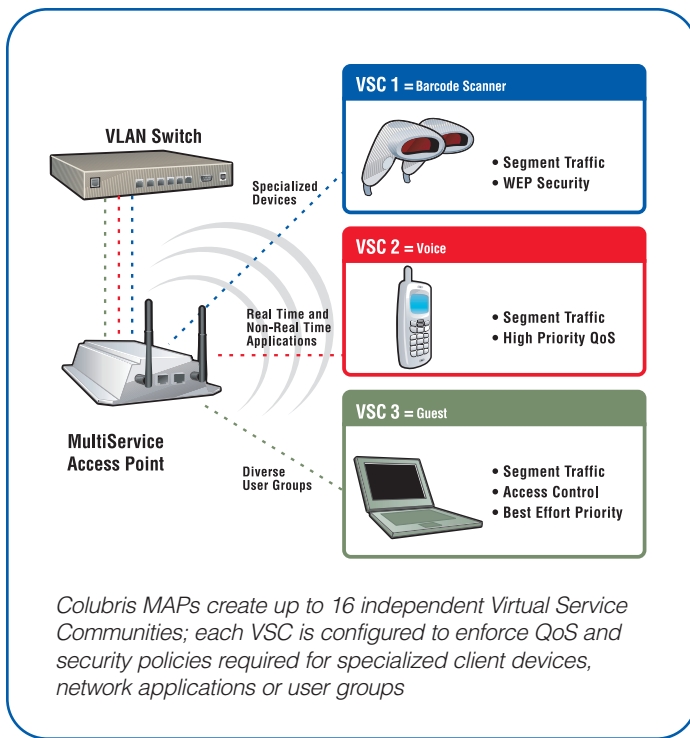 VLAN Switch
MultiService
Access Point
Specialized
Devices
Real Time and
Non-Real Time
Applications
Diverse
User Groups
VSC 1 = Barcode Scanner
• Segment Traffic
• WEP Security
VSC 2 = Voice
• Segment Traffic
• High Priority QoS
VSC 3 = Guest
• Segment Traffic
• Access Control
• Best Effort Priority
Colubris MAPs create up to 16 independent Virtual Service
Communities; each VSC is configured to enforce QoS and
security policies required for specialized client devices,
network applications or user groups